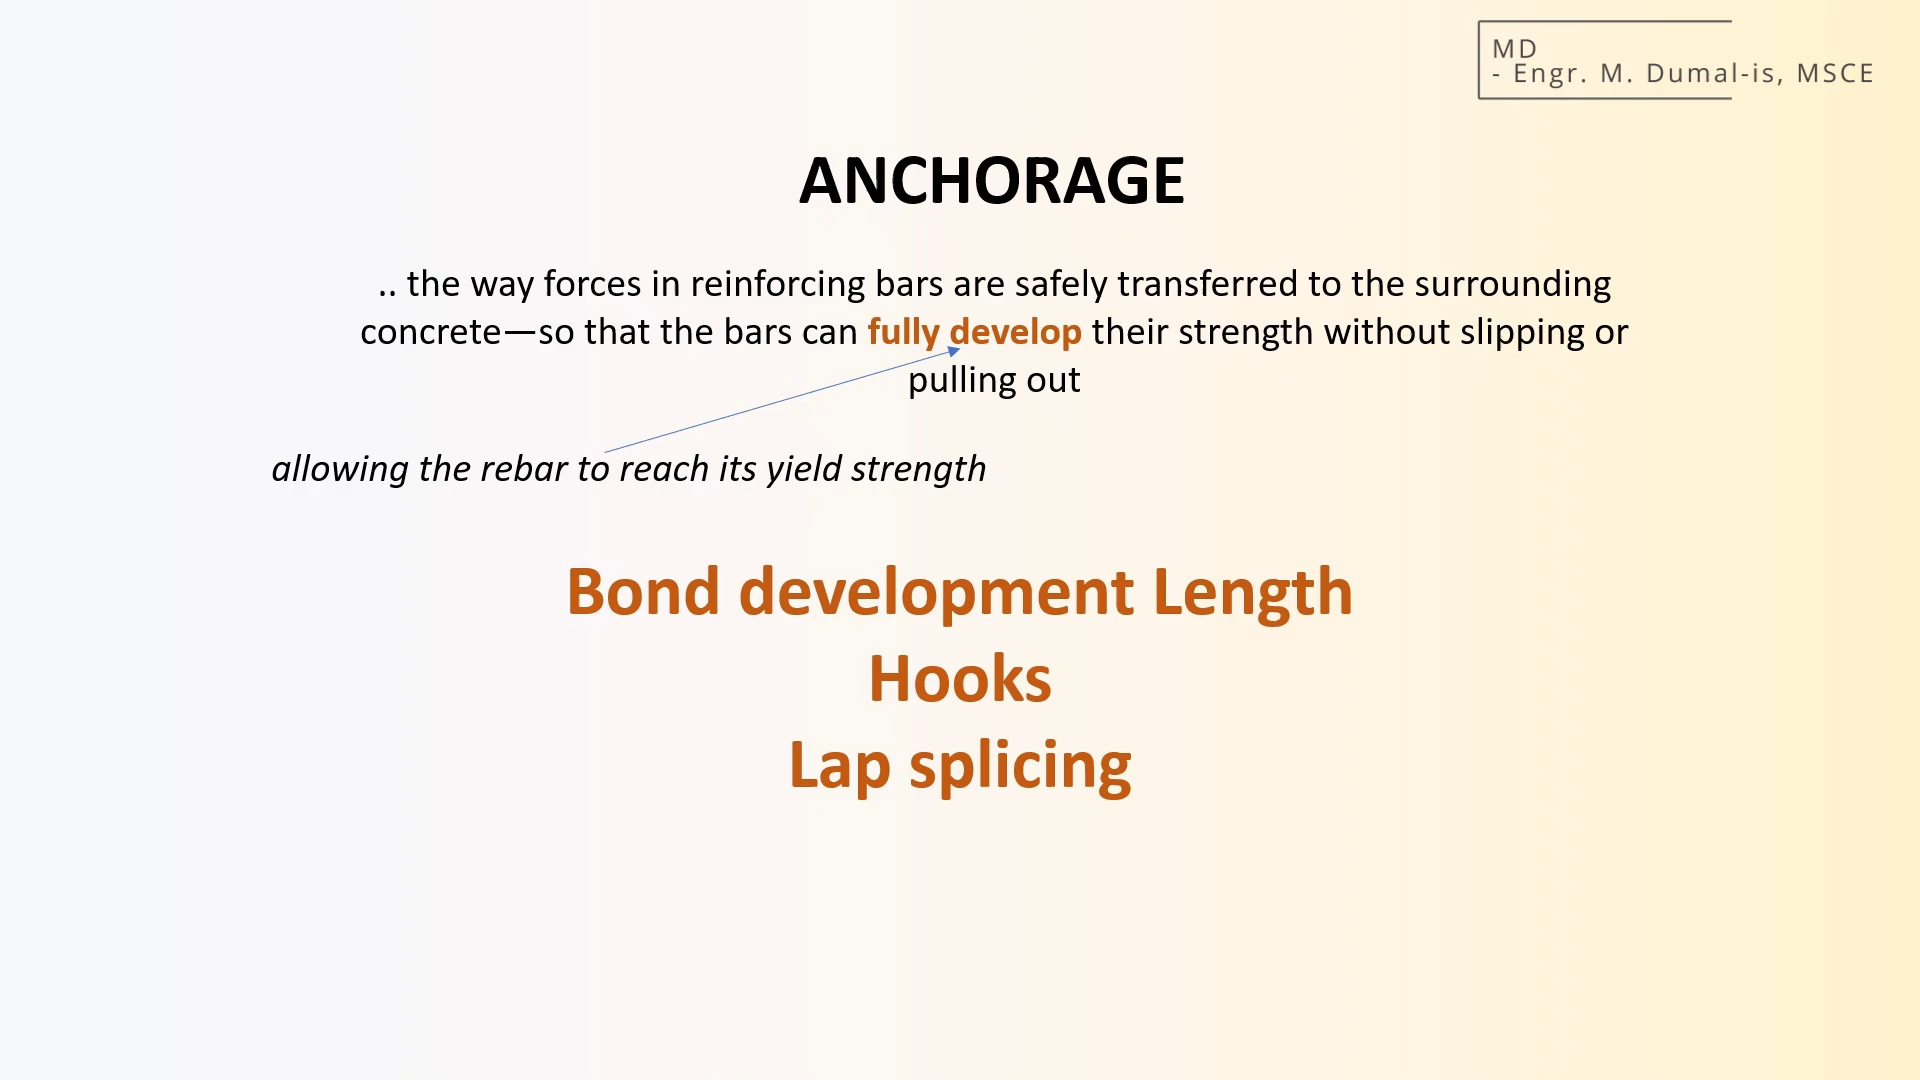 MD
- Engr. M. Dumal-is, MSCE
ANCHORAGE
.. the way forces in reinforcing bars are safely transferred to the surrounding
concrete—so that the bars can fully develop their strength without slipping or
pulling out
allowing the rebar to reach its yield strength
Bond development Length
Hooks
Lap splicing